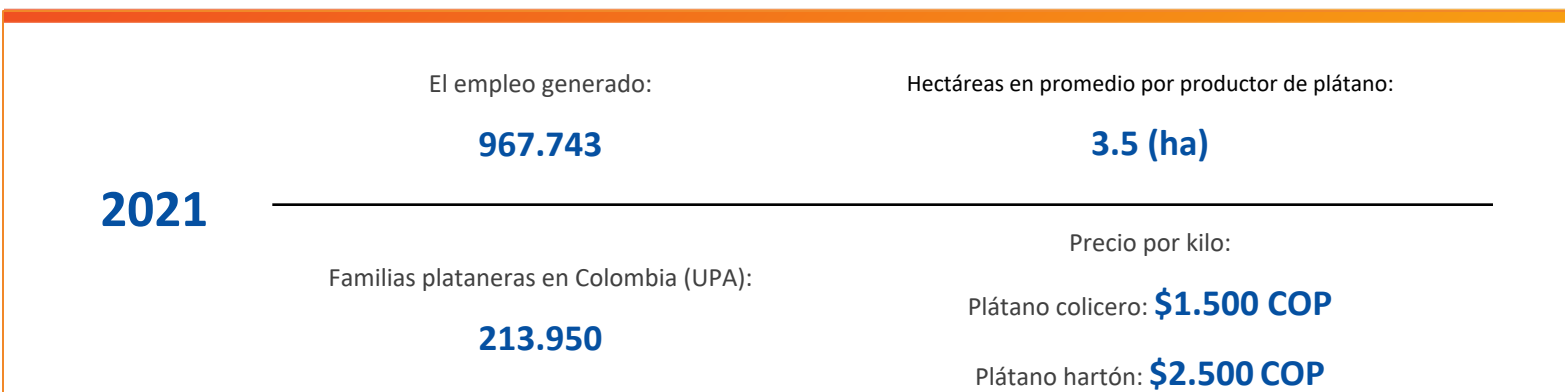 2021
El empleo generado:
967.743
Hectáreas en promedio por productor de plátano:
3.5 (ha)
Familias plataneras en Colombia (UPA):
213.950
Precio por kilo:
Plátano colicero: $1.500 COP
Plátano hartón: $2.500 COP